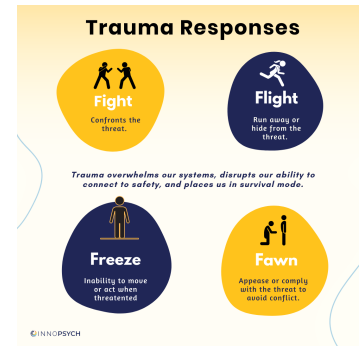 Trauma Responses
Fight
Confronts the
threat.
Flight
Run away or
hide from the
threat.
Trauma overwhelms our systems, disrupts our ability to
connect to safety, and places us in survival mode.
Freeze
Inability to move
or act when
threatented
Fawn
Appease or comply
with the threat to
avoid conflict.
INNOPSYCH